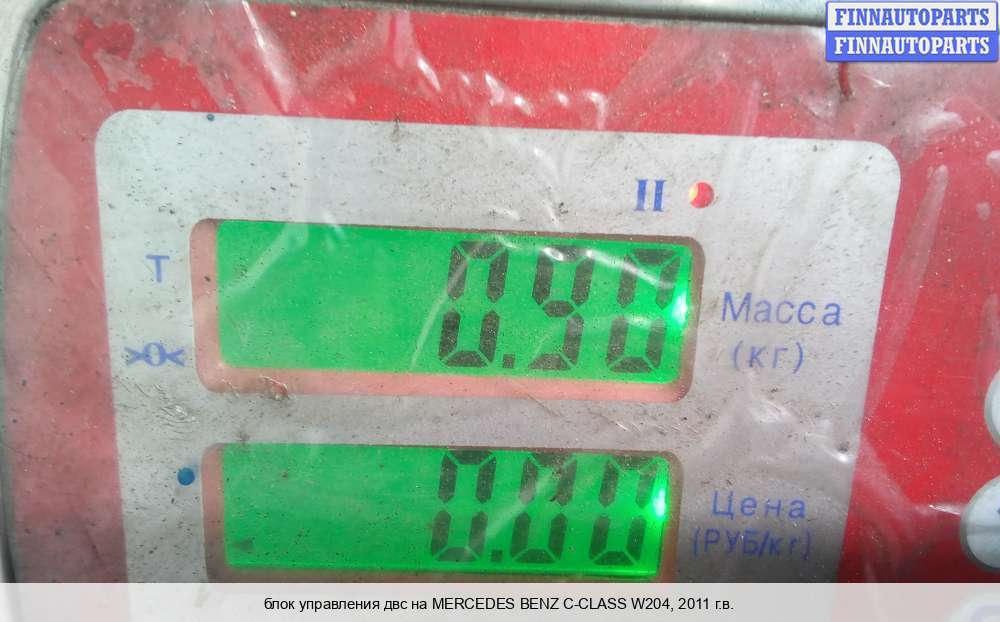 FINNAUTOPARTS
FINNAUTOPARTS
II
T
0.90
Масса
>0<
(кг)
0.00
Цена
(РУБ/кг)
блок управления двс на MERCEDES BENZ C-CLASS W204, 2011 г.в.